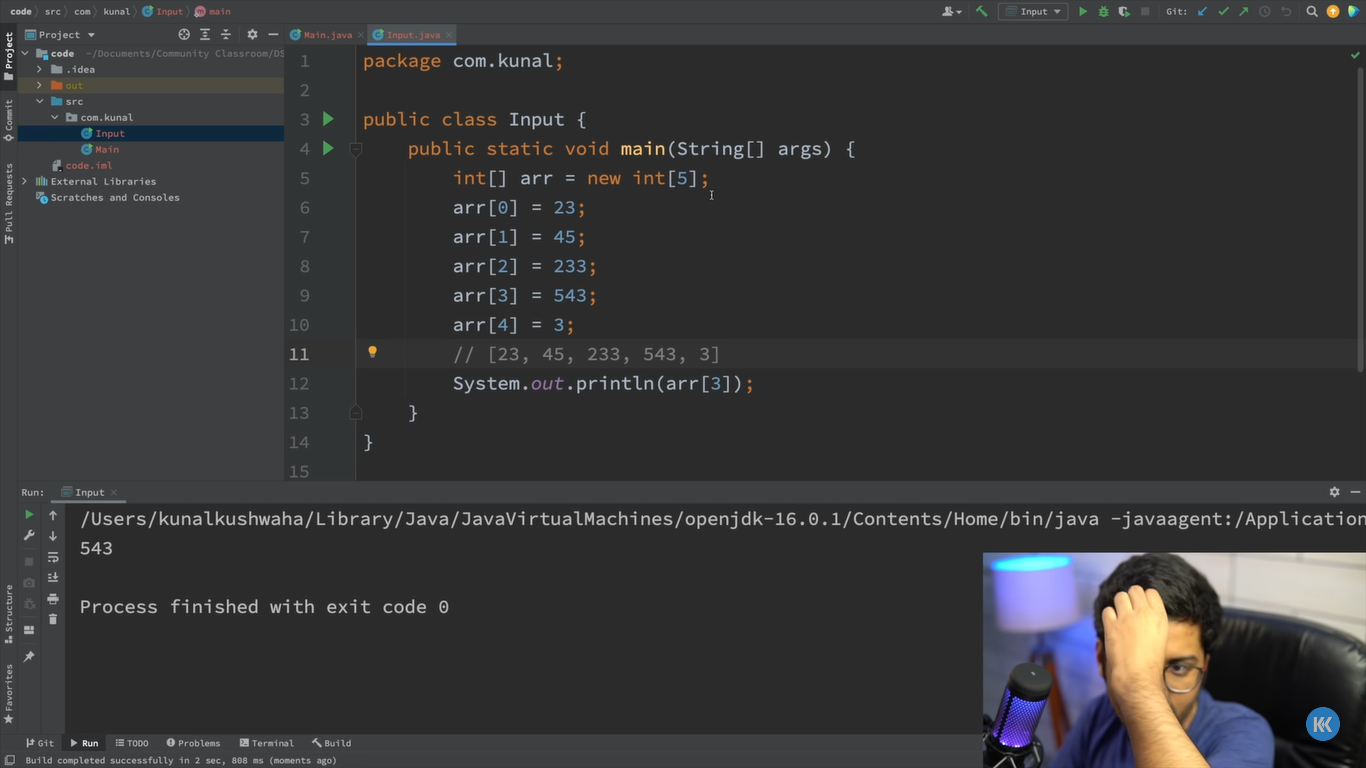 code src com kunal Input main
Input
Git:
Project
code ~/Documents/Community Classroom/DS
.idea
out
src
com.kunal
Input
Main
code.iml
External Libraries
Scratches and Consoles
Project
Commit
Pull Requests
Structure
Favorites
Main.java Input.java
1 package com.kunal;
2
3 public class Input {
4 public static void main(String[] args) {
5 int[] arr = new int[5];
6 arr[0] = 23;
7 arr[1] = 45;
8 arr[2] = 233;
9 arr[3] = 543;
10 arr[4] = 3;
11 // [23, 45, 233, 543, 3]
12 System.out.println(arr[3]);
13 }
14 }
15
Run: Input
/Users/kunalkushwaha/Library/Java/JavaVirtualMachines/openjdk-16.0.1/Contents/Home/bin/java -javaagent:/Application
543
Process finished with exit code 0
KK
Git Run TODO Problems Terminal Build
Build completed successfully in 2 sec, 808 ms (moments ago)